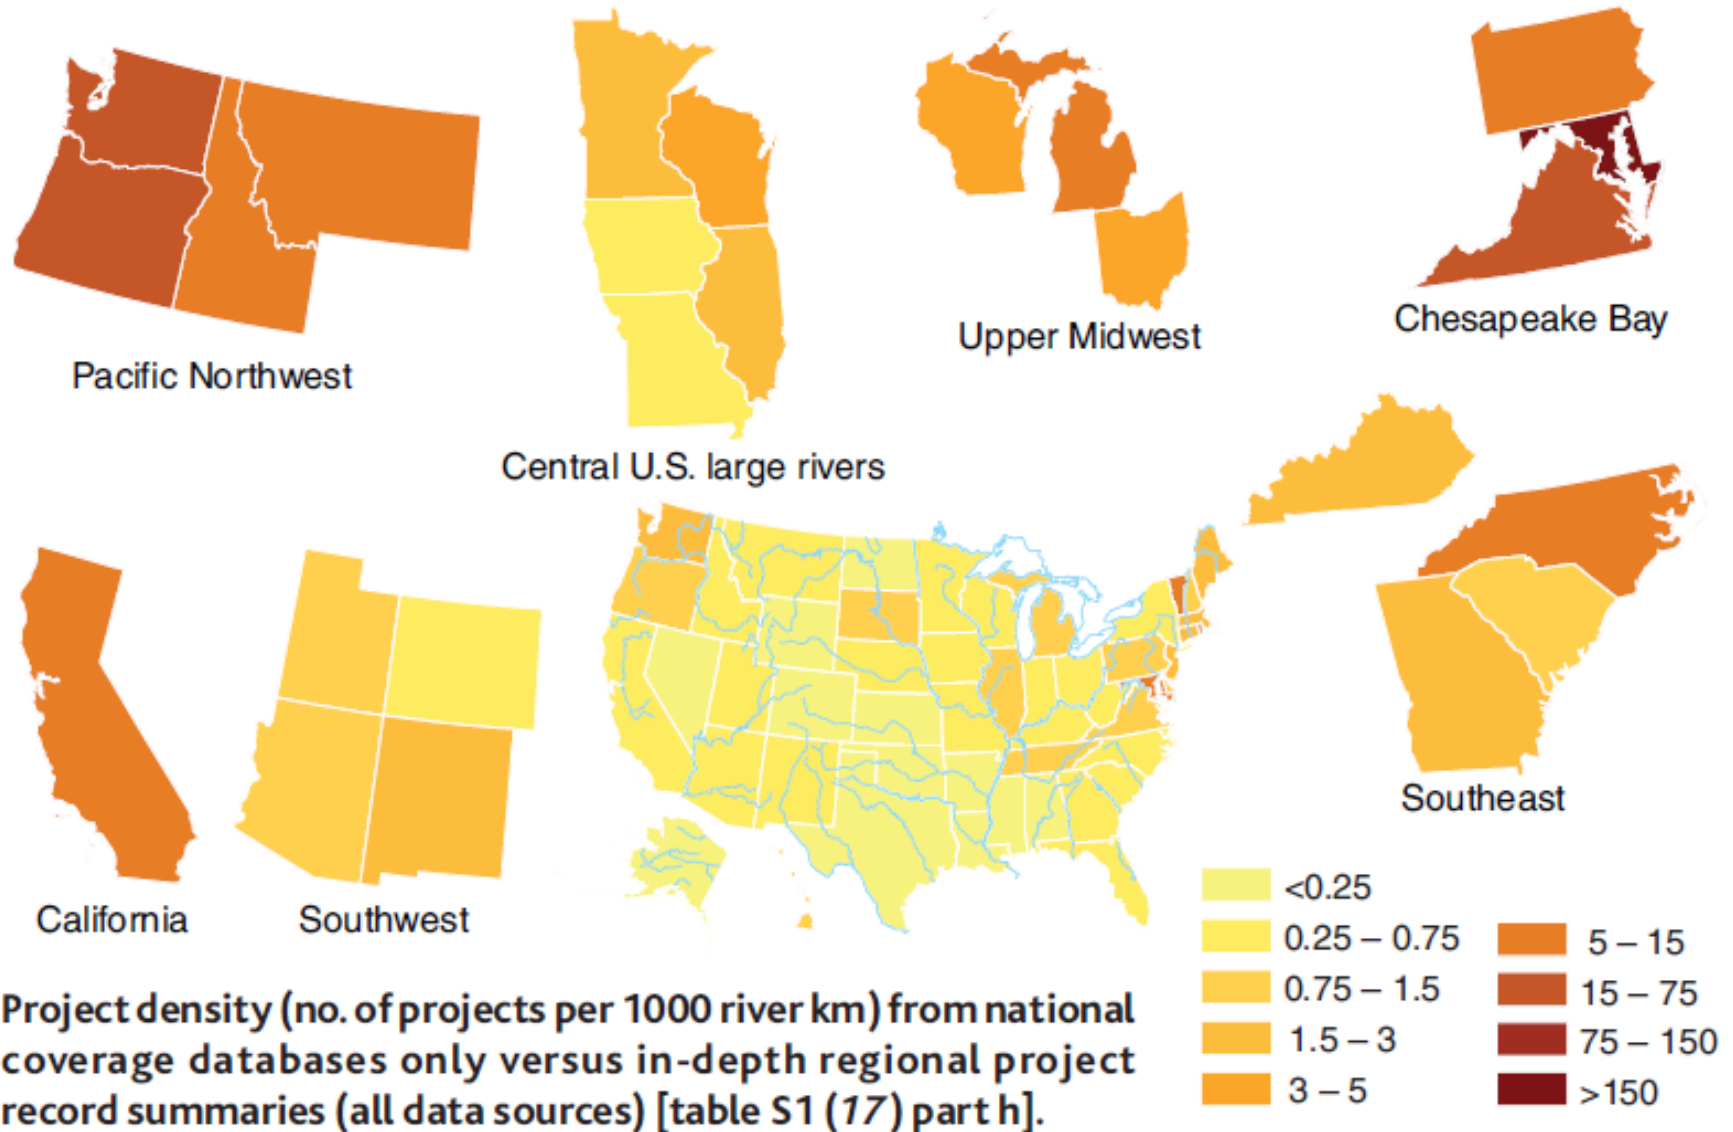 Pacific Northwest
Central U.S. large rivers
Upper Midwest
Chesapeake Bay
California
Southwest
Southeast
<0.25
0.25 – 0.75
0.75 – 1.5
1.5 – 3
3 – 5
5 – 15
15 – 75
75 – 150
>150
Project density (no. of projects per 1000 river km) from national
coverage databases only versus in-depth regional project
record summaries (all data sources) [table S1 (17) part h].